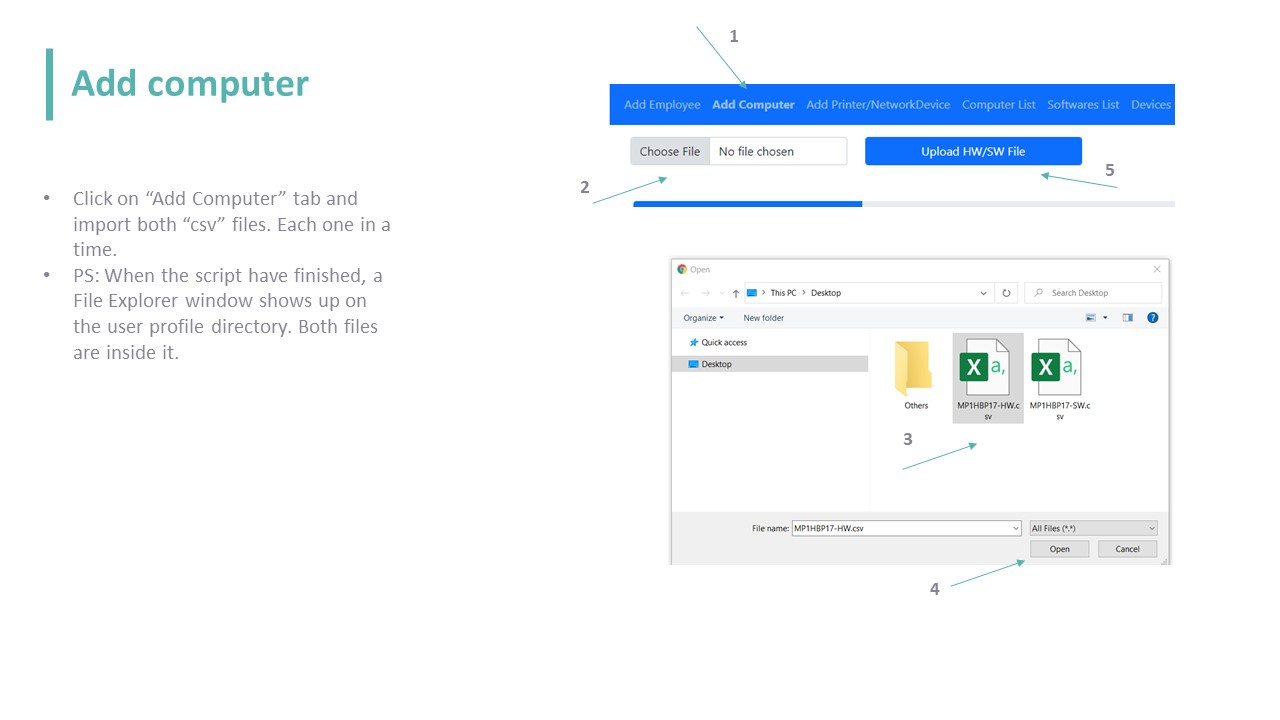 Add computer
• Click on “Add Computer” tab and
import both “csv” files. Each one in a
time.
• PS: When the script have finished, a
File Explorer window shows up on
the user profile directory. Both files
are inside it.
1
Add Employee Add Computer Add Printer/NetworkDevice Computer List Softwares List Devices
Choose File No file chosen Upload HW/SW File
2
5
Open
This PC > Desktop Search Desktop
Organize New folder
Quick access
Desktop
Others
MP1HBP17-HW.c
sv
MP1HBP17-SW.c
sv
3
File name: MP1HBP17-HW.csv All Files (*.*)
Open Cancel
4